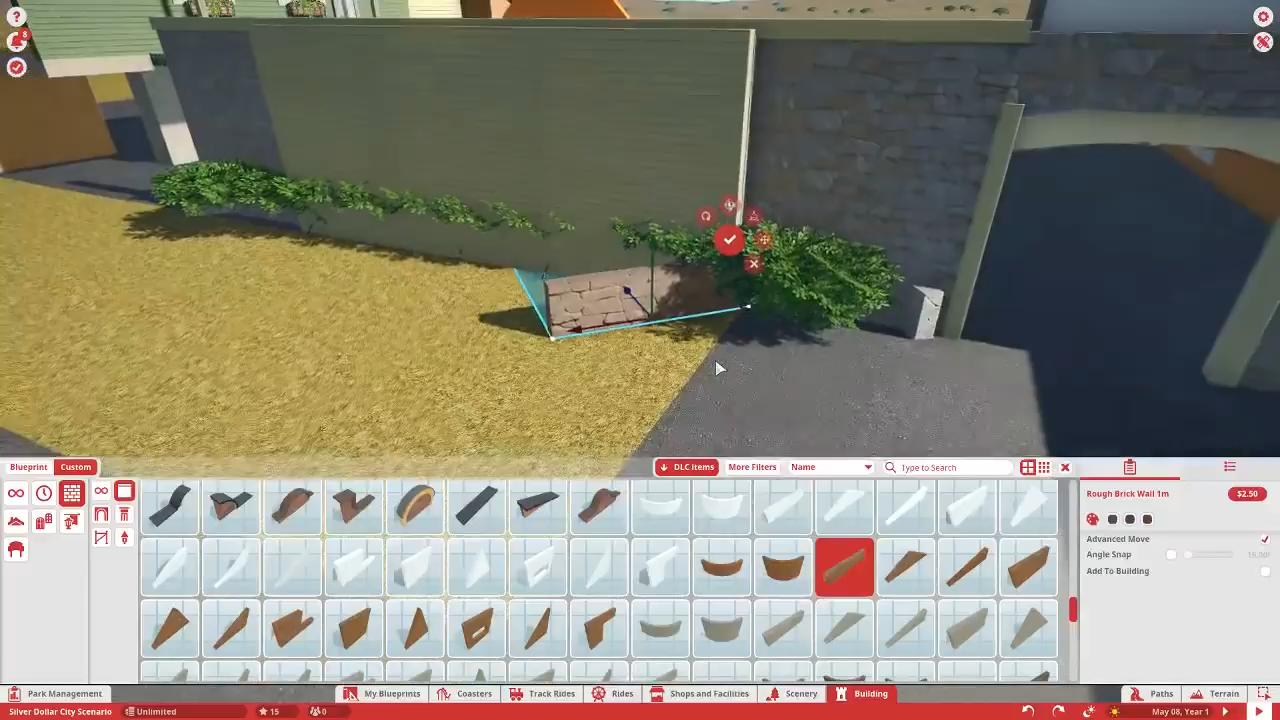 8
Blueprint
Custom
DLC Items
More Filters
Name
Type to Search
Rough Brick Wall 1m
$2.50
Advanced Move
Angle Snap
Add To Building
Park Management
My Blueprints
Coasters
Track Rides
Rides
Shops and Facilities
Scenery
Building
Paths
Terrain
Silver Dollar City Scenario
Unlimited
15
0
May 08, Year 1